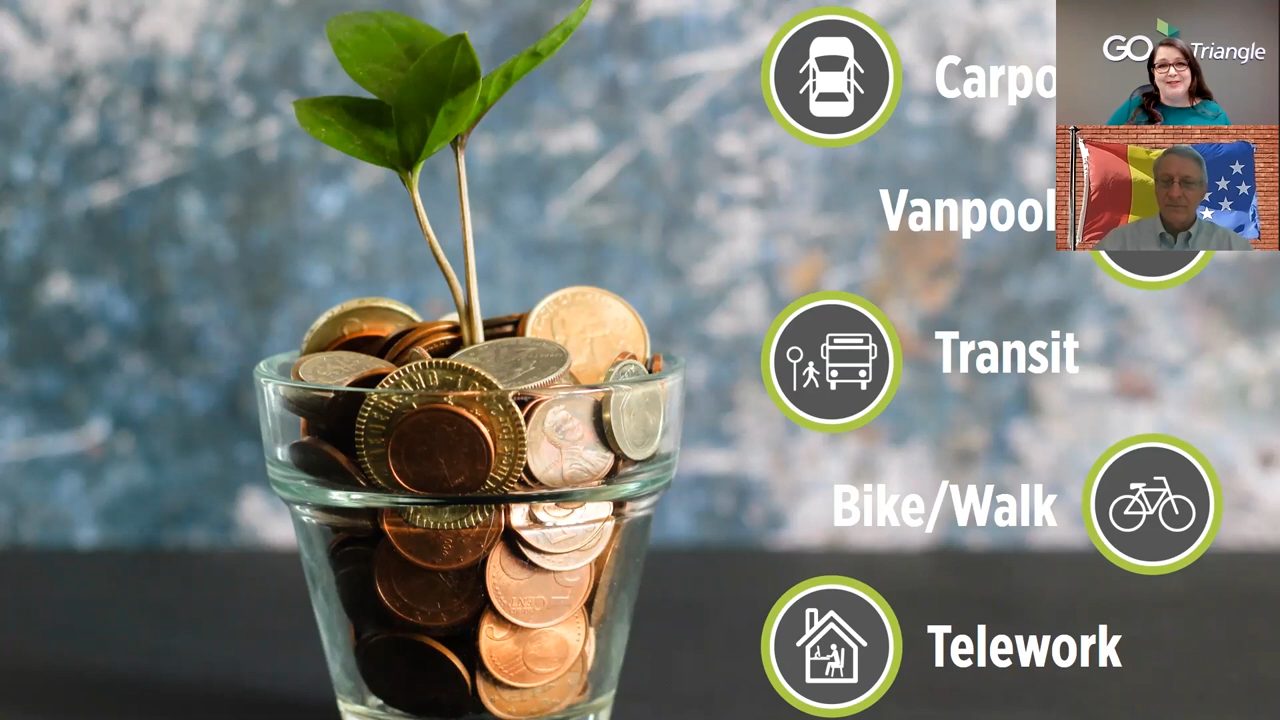 Carpo
GO Triangle
Vanpool
Transit
Bike/Walk
Telework